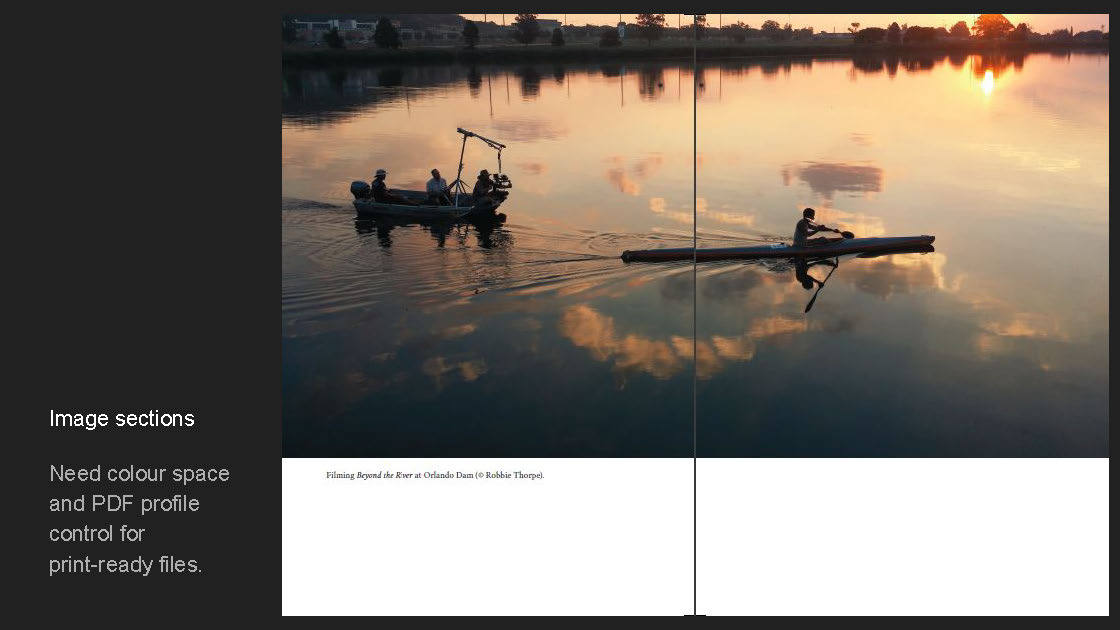 Image sections
Need colour space
and PDF profile
control for
print-ready files.
Filming Beyond the River at Orlando Dam (© Robbie Thorpe).